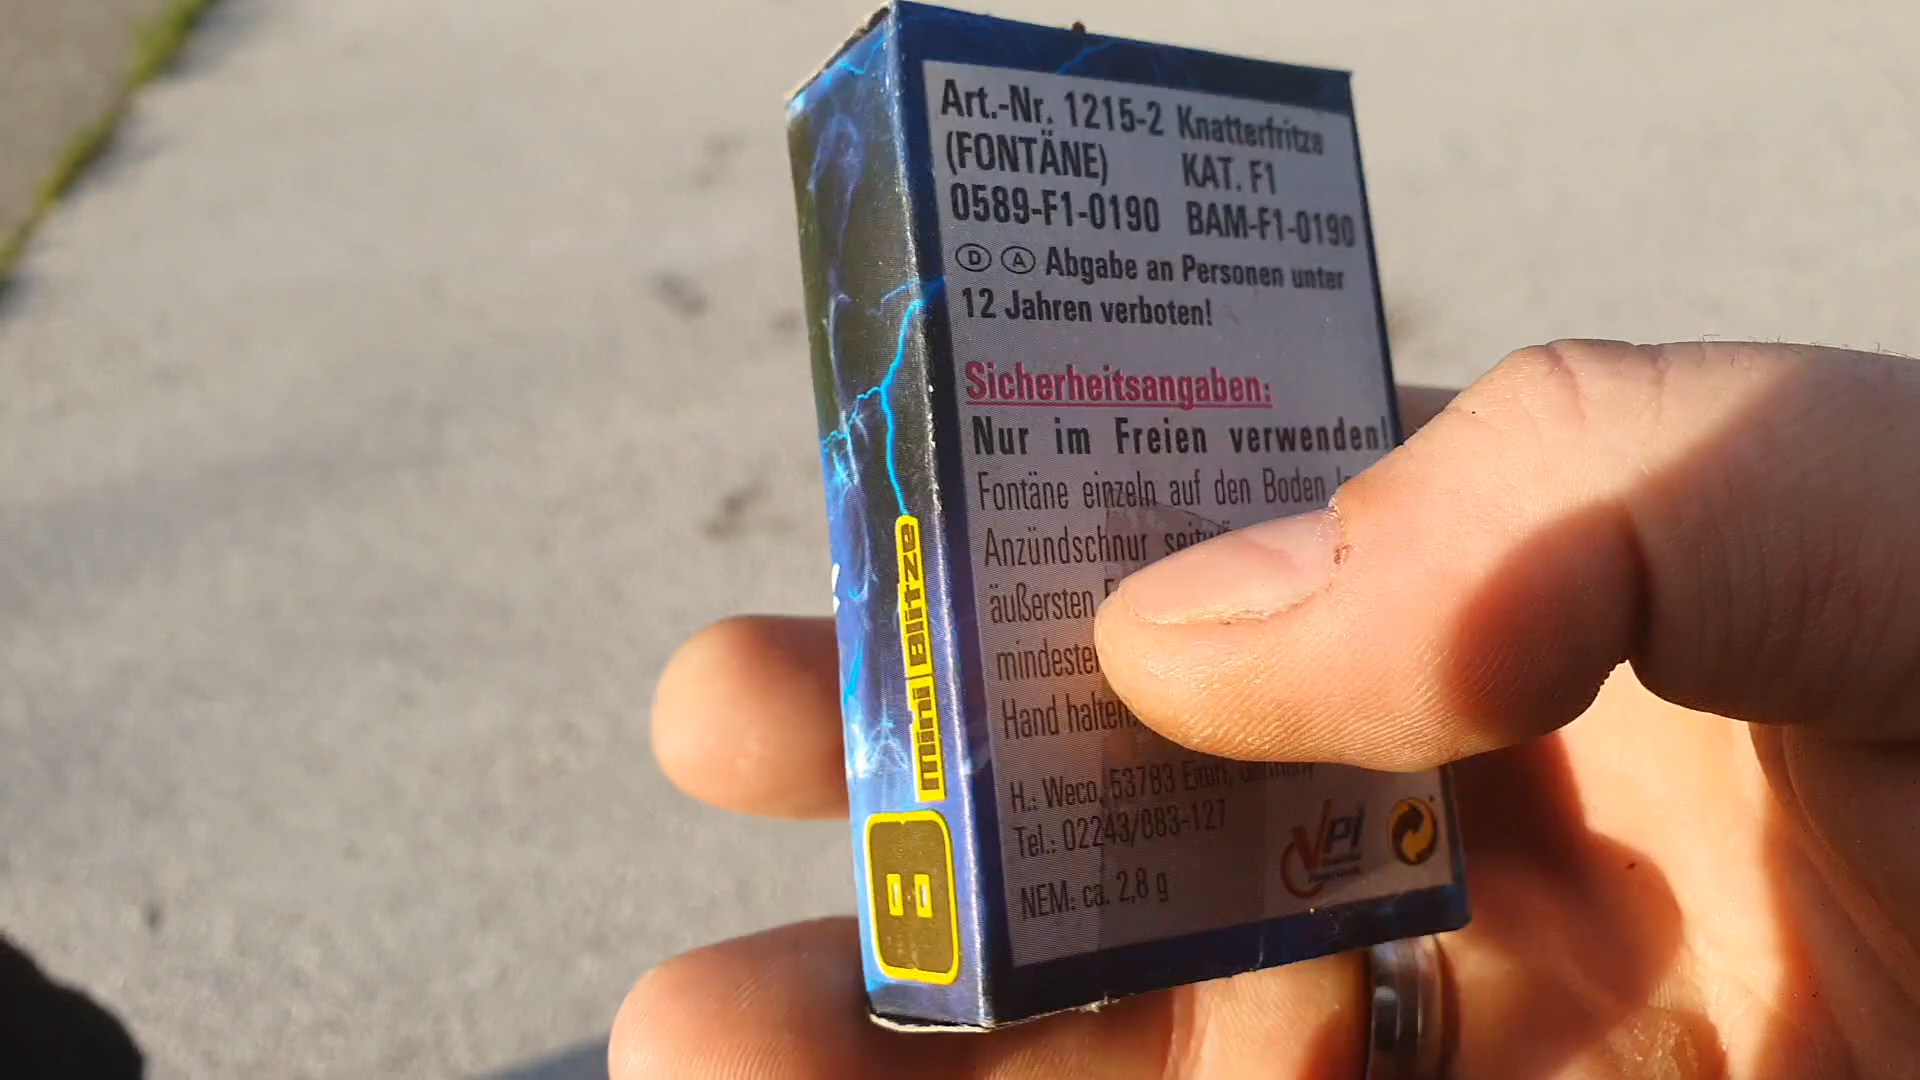 Art.-Nr. 1215-2 Knatterfritze
(FONTÄNE) KAT. F1
0589-F1-0190 BAM-F1-0190
D A Abgabe an Personen unter
12 Jahren verboten!
Sicherheitsangaben:
Nur im Freien verwenden!
Fontäne einzeln auf den Boden
Anzündschnur
äußersten
Hand halten
H.: Weco, 53783 Eitorf, Germany
Tel.: 02243/883-127
NEM: ca. 2,8 g
VPI
mini Blitze